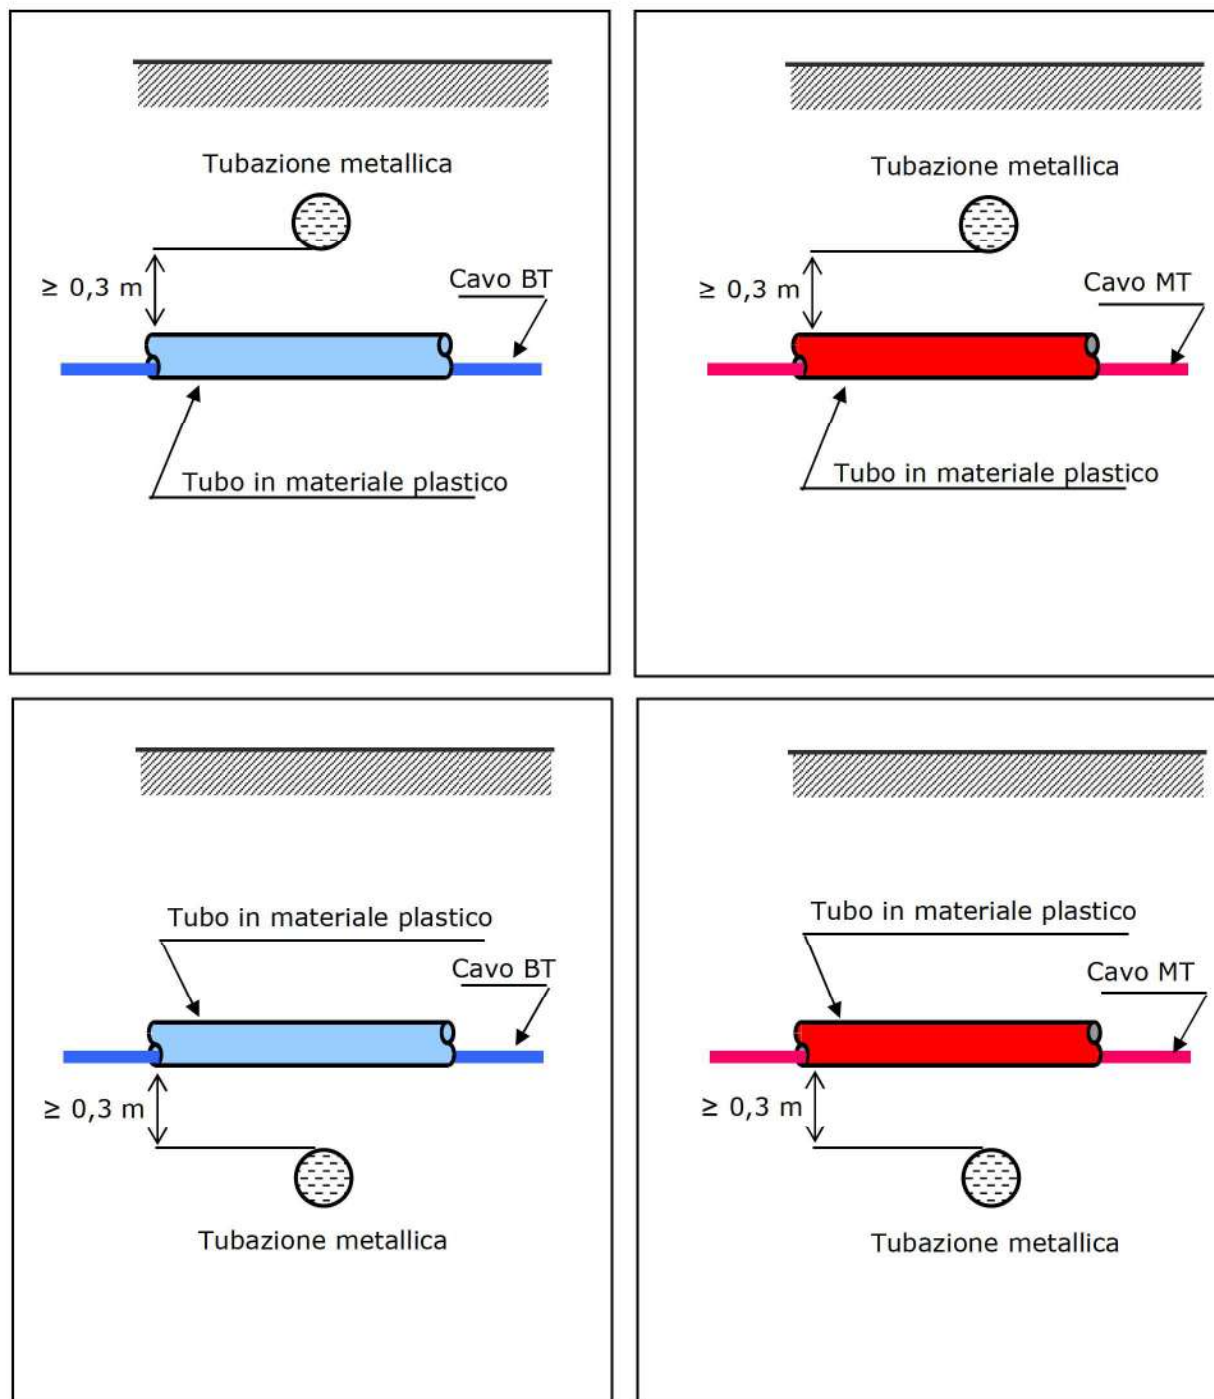 Tubazione metallica
≥ 0,3 m
Cavo BT
Tubo in materiale plastico
Tubazione metallica
≥ 0,3 m
Cavo MT
Tubo in materiale plastico
Tubo in materiale plastico
Cavo BT
≥ 0,3 m
Tubazione metallica
Tubo in materiale plastico
Cavo MT
≥ 0,3 m
Tubazione metallica